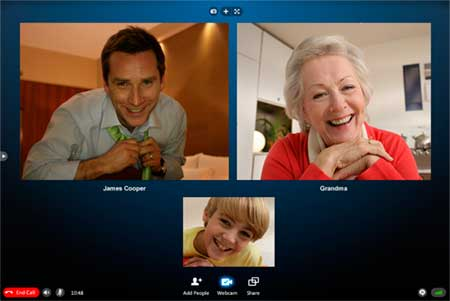 James Cooper
Grandma
Add People
Webcam
Share
End Call
10:48